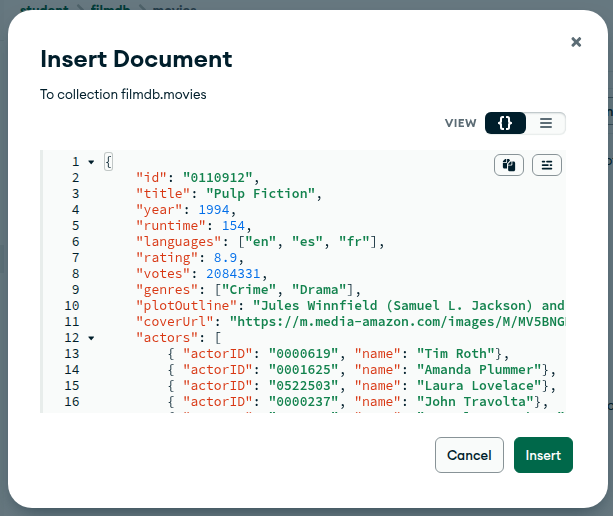 student > filmdb > movies
Insert Document
To collection filmdb.movies
VIEW {}
1 {
2 "id": "0110912",
3 "title": "Pulp Fiction",
4 "year": 1994,
5 "runtime": 154,
6 "languages": ["en", "es", "fr"],
7 "rating": 8.9,
8 "votes": 2084331,
9 "genres": ["Crime", "Drama"],
10 "plotOutline": "Jules Winnfield (Samuel L. Jackson) and
11 "coverUrl": "https://m.media-amazon.com/images/M/MV5BNG
12 "actors": [
13 { "actorID": "0000619", "name": "Tim Roth"},
14 { "actorID": "0001625", "name": "Amanda Plummer"},
15 { "actorID": "0522503", "name": "Laura Lovelace"},
16 { "actorID": "0000237", "name": "John Travolta"},
Cancel Insert